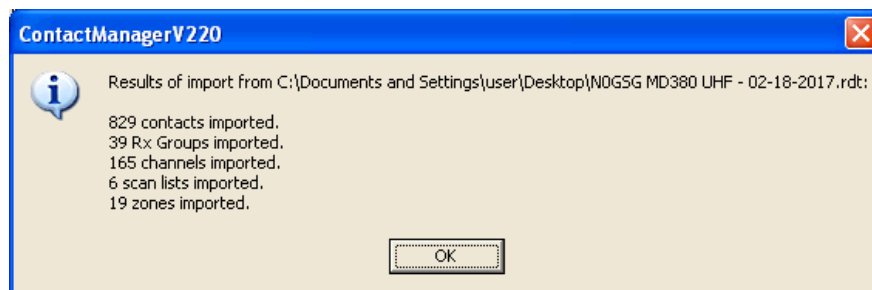 ContactManagerV220
Results of import from C:\Documents and Settings\user\Desktop\N0GSG MD380 UHF - 02-18-2017.rdt:
829 contacts imported.
39 Rx Groups imported.
165 channels imported.
6 scan lists imported.
19 zones imported.
OK